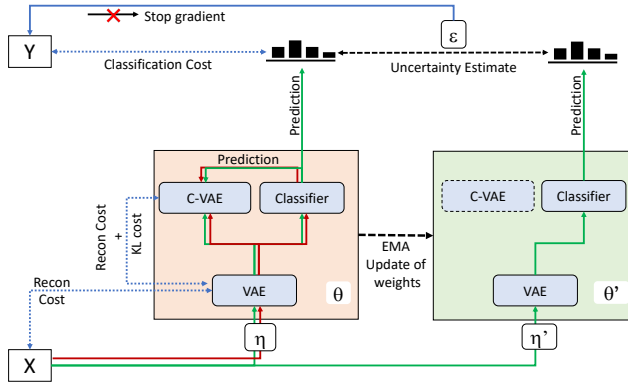 Stop gradient
Y
ε
Classification Cost
Uncertainty Estimate
Prediction
Prediction
Prediction
C-VAE
Classifier
C-VAE
Classifier
Recon Cost
+
KL cost
EMA
Update of
weights
Recon
Cost
VAE
θ
VAE
θ'
η
η'
X